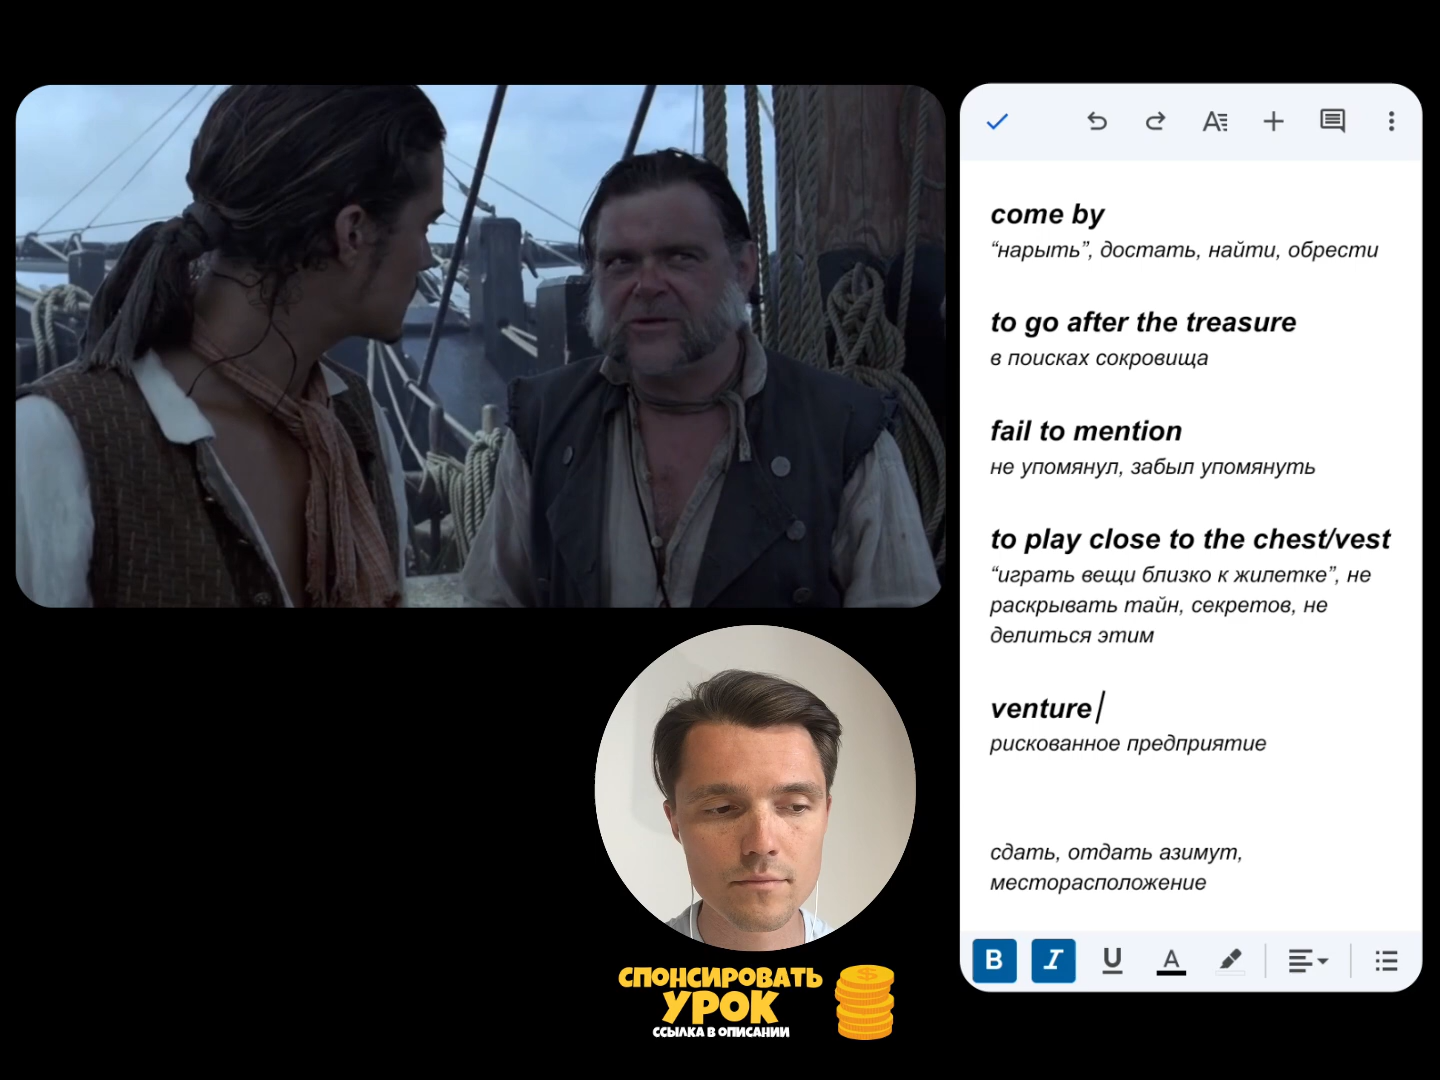 come by
“нарыть”, достать, найти, обрести
to go after the treasure
в поисках сокровища
fail to mention
не упомянул, забыл упомянуть
to play close to the chest/vest
“играть вещи близко к жилетке”, не
раскрывать тайн, секретов, не
делиться этим
venture
рискованное предприятие
сдать, отдать азимут,
месторасположение
B I U A
СПОНСИРОВАТЬ
УРОК
ССЫЛКА В ОПИСАНИИ